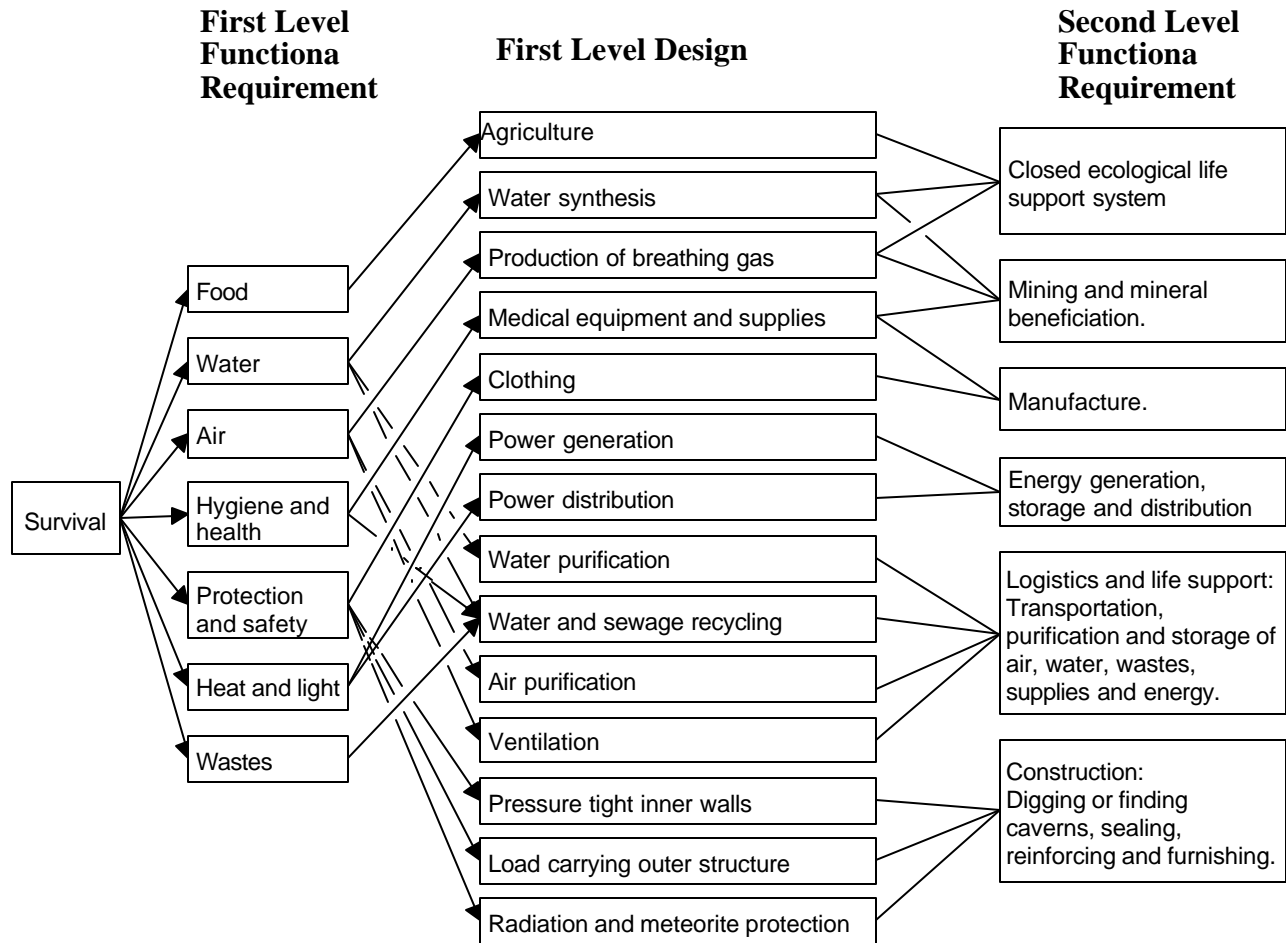 First Level
Functiona
Requirement
First Level Design
Second Level
Functiona
Requirement
Survival
Food
Water
Air
Hygiene and
health
Protection
and safety
Heat and light
Wastes
Agriculture
Water synthesis
Production of breathing gas
Medical equipment and supplies
Clothing
Power generation
Power distribution
Water purification
Water and sewage recycling
Air purification
Ventilation
Pressure tight inner walls
Load carrying outer structure
Radiation and meteorite protection
Closed ecological life
support system
Mining and mineral
beneficiation.
Manufacture.
Energy generation,
storage and distribution
Logistics and life support:
Transportation,
purification and storage of
air, water, wastes,
supplies and energy.
Construction:
Digging or finding
caverns, sealing,
reinforcing and furnishing.